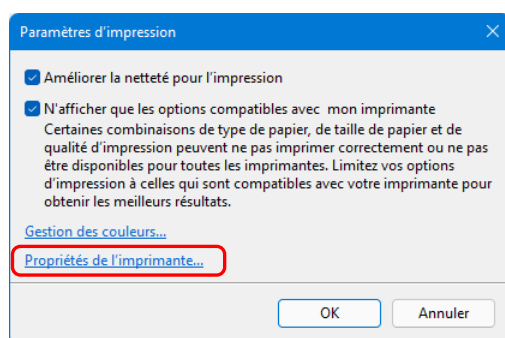 Paramètres d'impression
Améliorer la netteté pour l'impression
N'afficher que les options compatibles avec  mon imprimante
Certaines combinaisons de type de papier, de taille de papier et de
qualité d'impression peuvent ne pas imprimer correctement ou ne pas
être disponibles pour toutes les imprimantes. Limitez vos options
d'impression à celles qui sont compatibles avec votre imprimante pour
obtenir les meilleurs résultats.
Gestion des couleurs...
Propriétés de l'imprimante...
OK Annuler